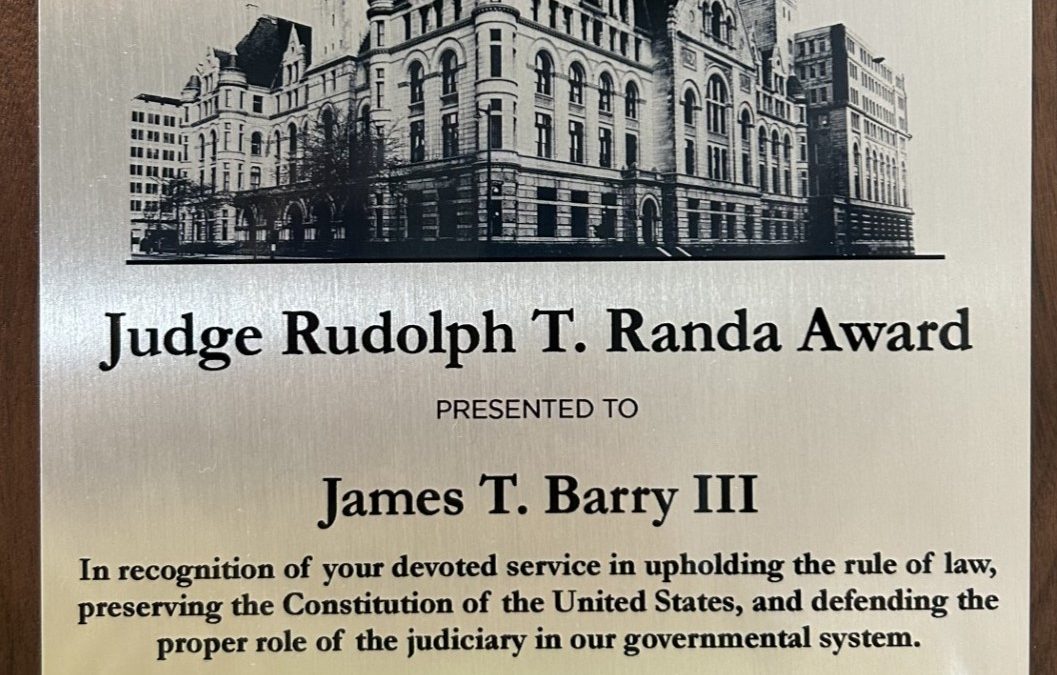 Judge Rudolph T. Randa Award
PRESENTED TO
James T. Barry III
In recognition of your devoted service in upholding the rule of law,
preserving the Constitution of the United States, and defending the
proper role of the judiciary in our governmental system.